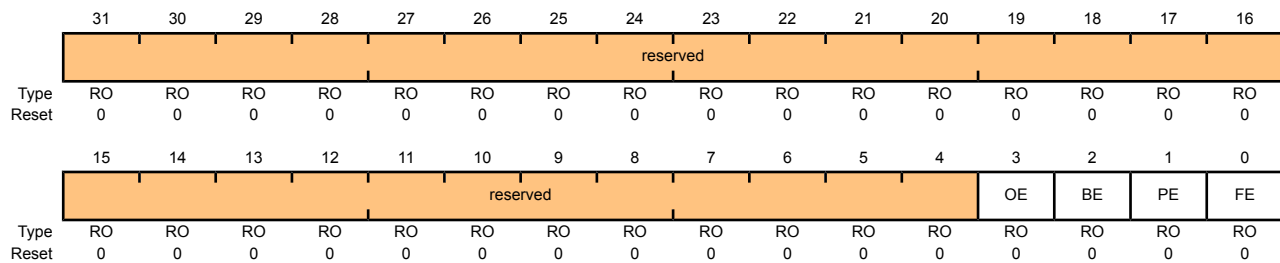 31 30 29 28 27 26 25 24 23 22 21 20 19 18 17 16
reserved
Type RO RO RO RO RO RO RO RO RO RO RO RO RO RO RO RO
Reset 0 0 0 0 0 0 0 0 0 0 0 0 0 0 0 0
15 14 13 12 11 10 9 8 7 6 5 4 3 2 1 0
reserved OE BE PE FE
Type RO RO RO RO RO RO RO RO RO RO RO RO RO RO RO RO
Reset 0 0 0 0 0 0 0 0 0 0 0 0 0 0 0 0